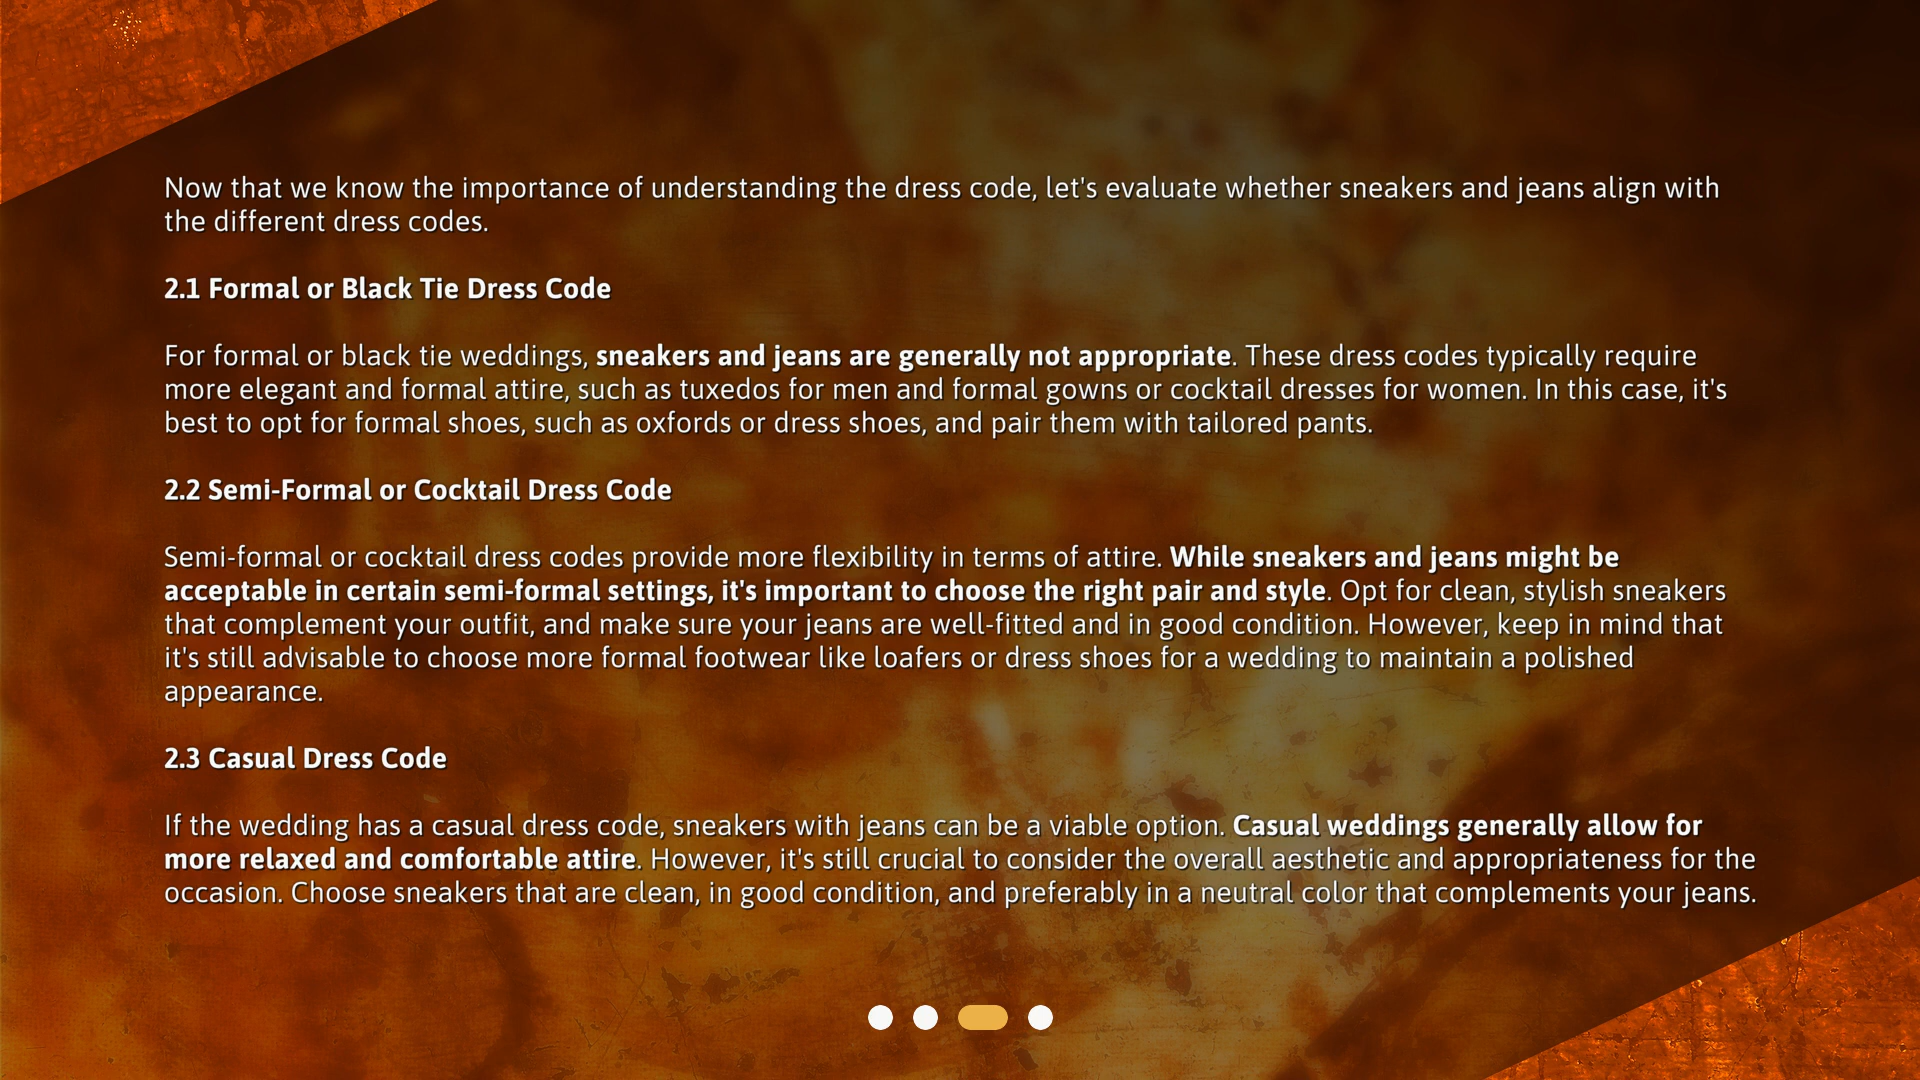 Now that we know the importance of understanding the dress code, let's evaluate whether sneakers and jeans align with
the different dress codes.
2.1 Formal or Black Tie Dress Code
For formal or black tie weddings, sneakers and jeans are generally not appropriate. These dress codes typically require
more elegant and formal attire, such as tuxedos for men and formal gowns or cocktail dresses for women. In this case, it's
best to opt for formal shoes, such as oxfords or dress shoes, and pair them with tailored pants.
2.2 Semi-Formal or Cocktail Dress Code
Semi-formal or cocktail dress codes provide more flexibility in terms of attire. While sneakers and jeans might be
acceptable in certain semi-formal settings, it's important to choose the right pair and style. Opt for clean, stylish sneakers
that complement your outfit, and make sure your jeans are well-fitted and in good condition. However, keep in mind that
it's still advisable to choose more formal footwear like loafers or dress shoes for a wedding to maintain a polished
appearance.
2.3 Casual Dress Code
If the wedding has a casual dress code, sneakers with jeans can be a viable option. Casual weddings generally allow for
more relaxed and comfortable attire. However, it's still crucial to consider the overall aesthetic and appropriateness for the
occasion. Choose sneakers that are clean, in good condition, and preferably in a neutral color that complements your jeans.